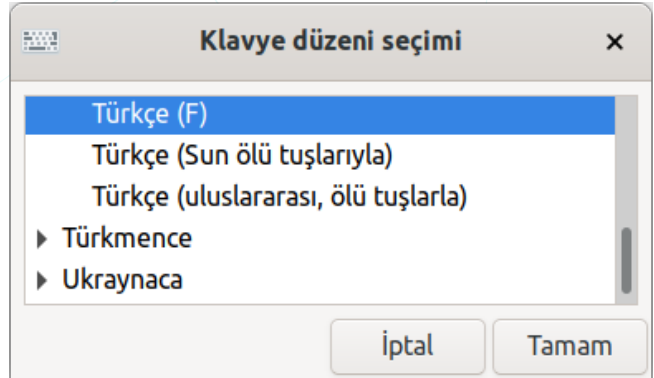 Klavye düzeni seçimi
Türkçe (F)
Türkçe (Sun ölü tuşlarıyla)
Türkçe (uluslararası, ölü tuşlarla)
Türkmence
Ukraynaca
İptal
Tamam